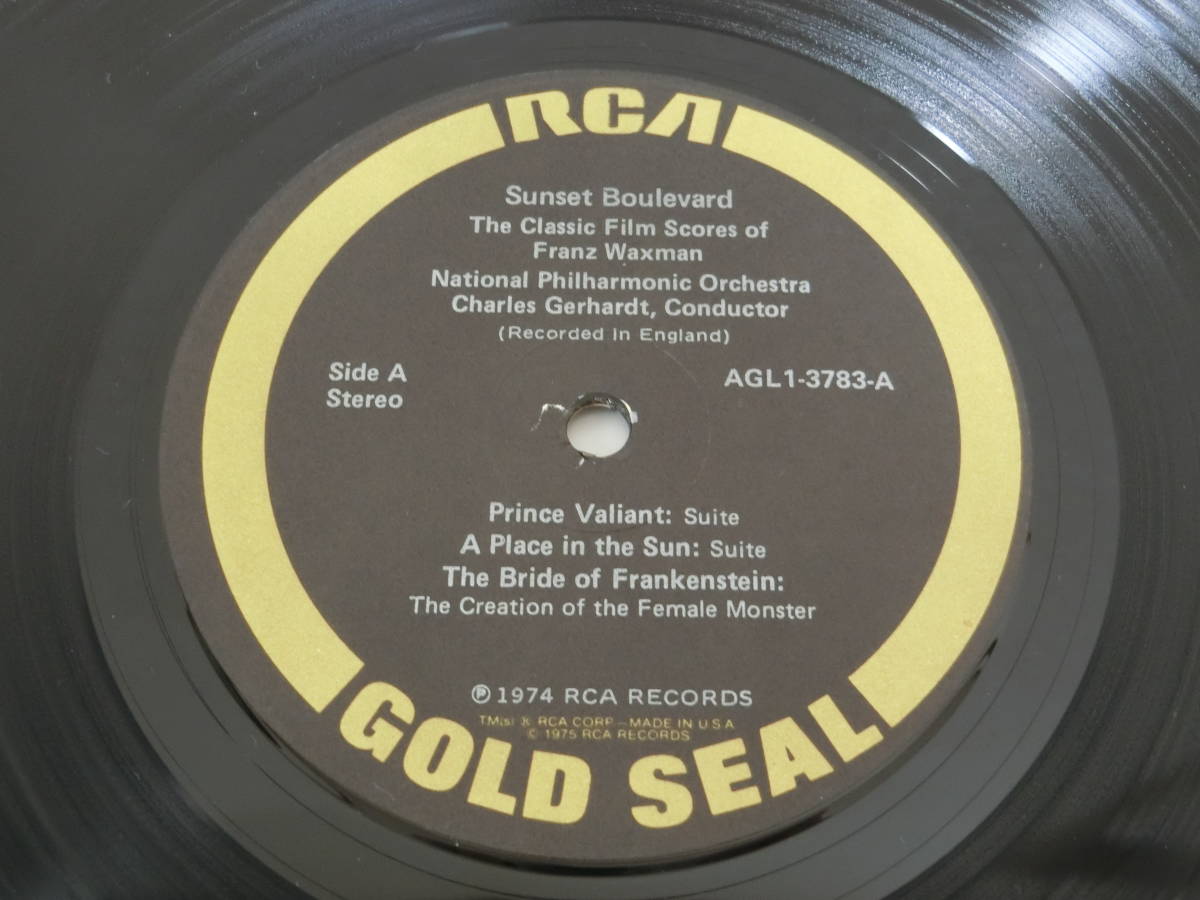 RCA
Sunset Boulevard
The Classic Film Scores of
Franz Waxman
National Philharmonic Orchestra
Charles Gerhardt, Conductor
(Recorded in England)
Side A
Stereo
AGL1-3783-A
Prince Valiant: Suite
A Place in the Sun: Suite
The Bride of Frankenstein:
The Creation of the Female Monster
℗ 1974 RCA RECORDS
TM(s) ® RCA CORP.—MADE IN U.S.A.
© 1975 RCA RECORDS
GOLD SEAL